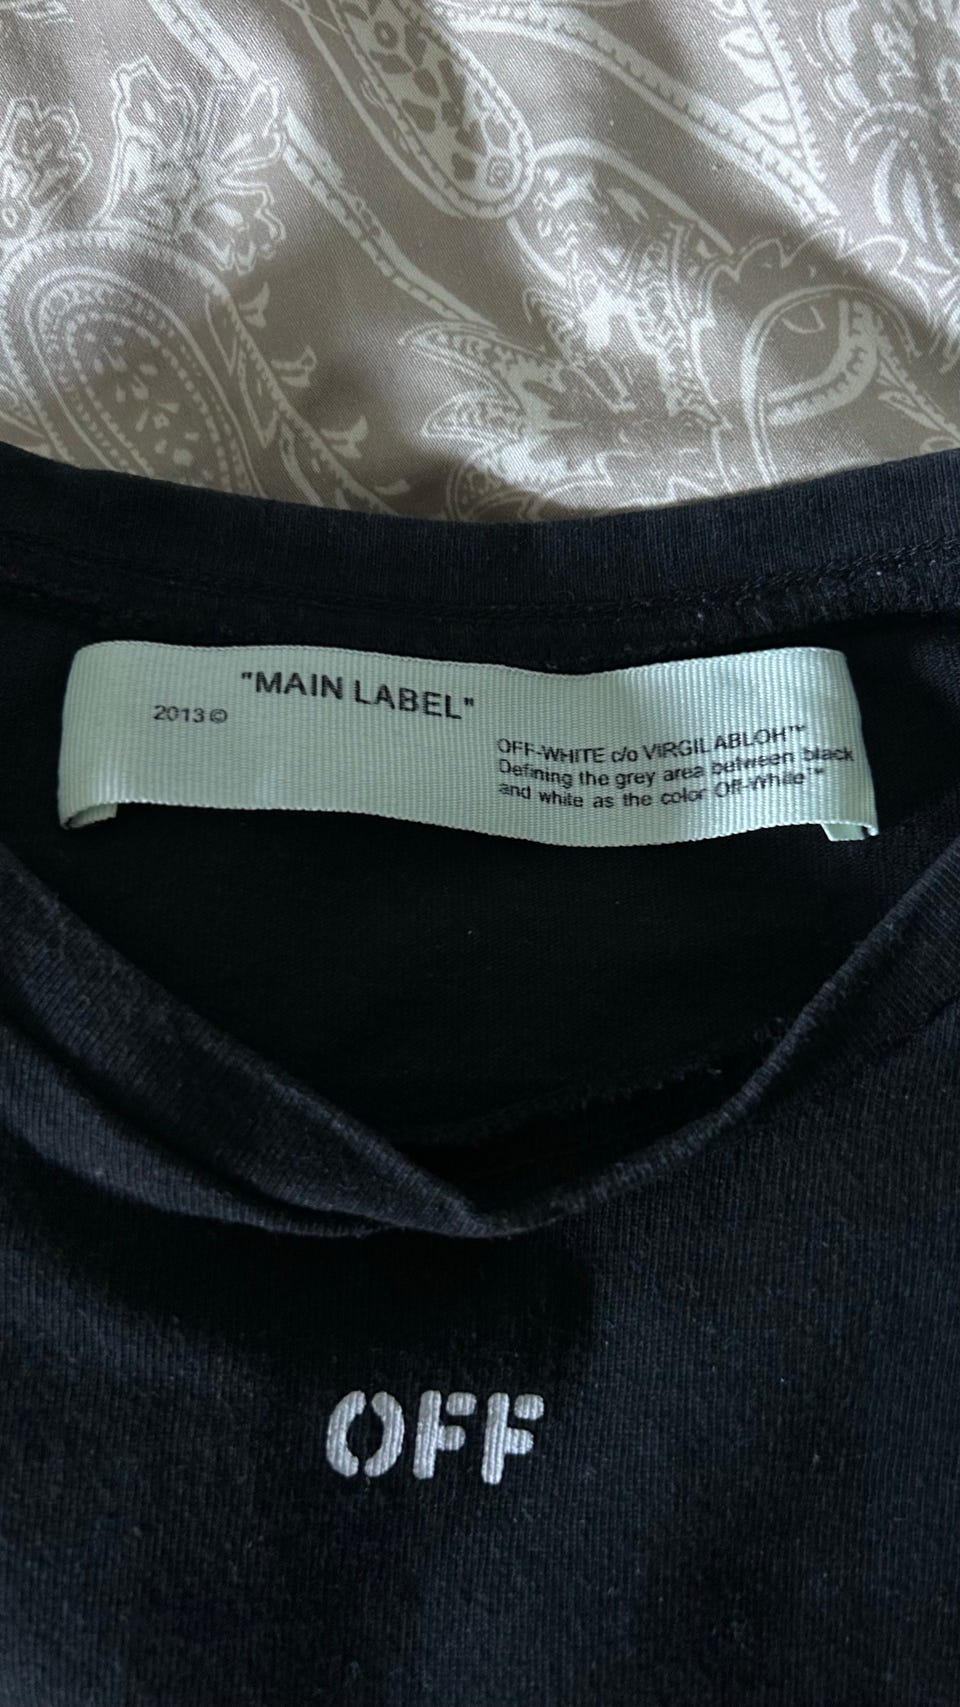 "MAIN LABEL"
2013©
OFF-WHITE c/o VIRGIL ABLOH™
Defining the grey area between black
and white as the color Off-White™
OFF